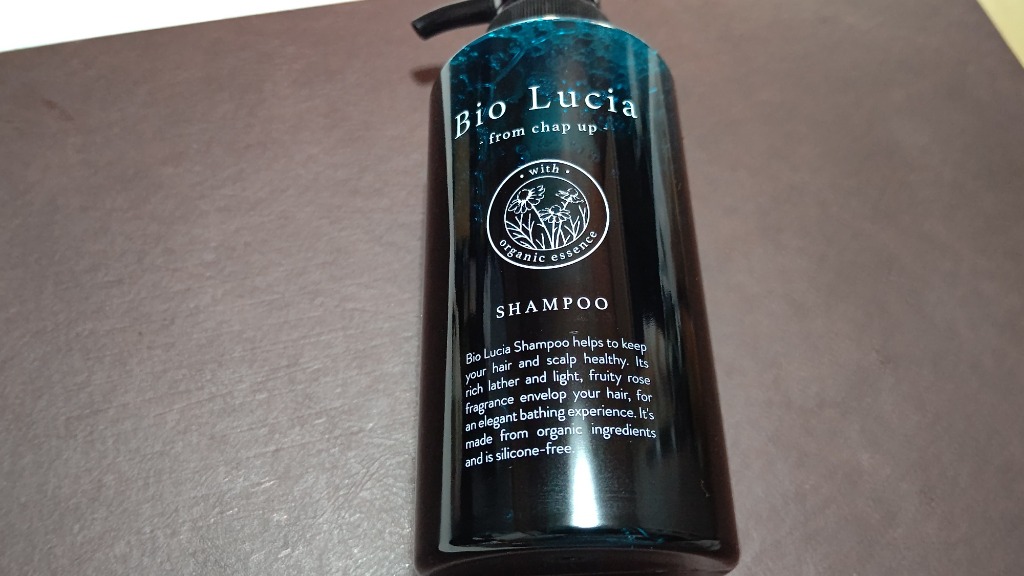 Bio Lucia
- from chap up -
• with •
organic essence
SHAMPOO
Bio Lucia Shampoo helps to keep
your hair and scalp healthy. Its
rich lather and light, fruity rose
fragrance envelop your hair, for
an elegant bathing experience. It's
made from organic ingredients
and is silicone-free.